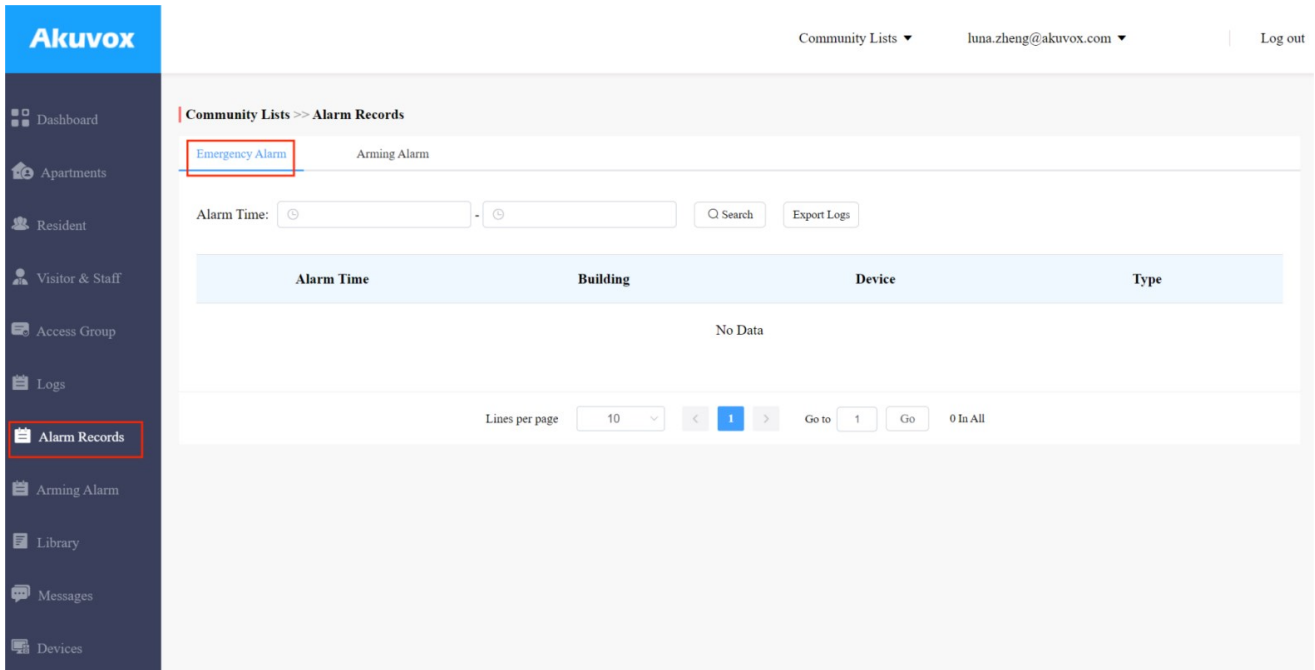 Akuvox
Community Lists
luna.zheng@akuvox.com
Log out
Dashboard
Apartments
Resident
Visitor & Staff
Access Group
Logs
Alarm Records
Arming Alarm
Library
Messages
Devices
Community Lists >> Alarm Records
Emergency Alarm Arming Alarm
Alarm Time: - Search Export Logs
Alarm Time Building Device Type
No Data
Lines per page 10 < 1 > Go to 1 Go 0 In All